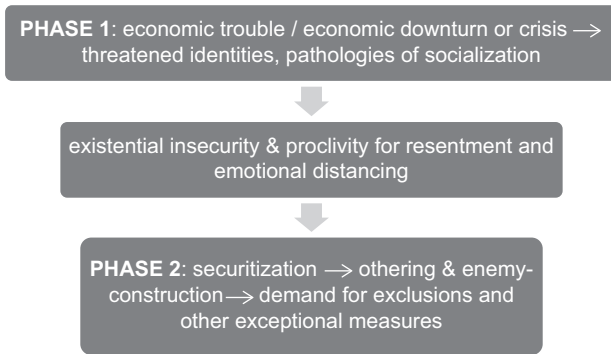 PHASE 1: economic trouble / economic downturn or crisis →
threatened identities, pathologies of socialization
existential insecurity & proclivity for resentment and
emotional distancing
PHASE 2: securitization → othering & enemy-
construction→ demand for exclusions and
other exceptional measures